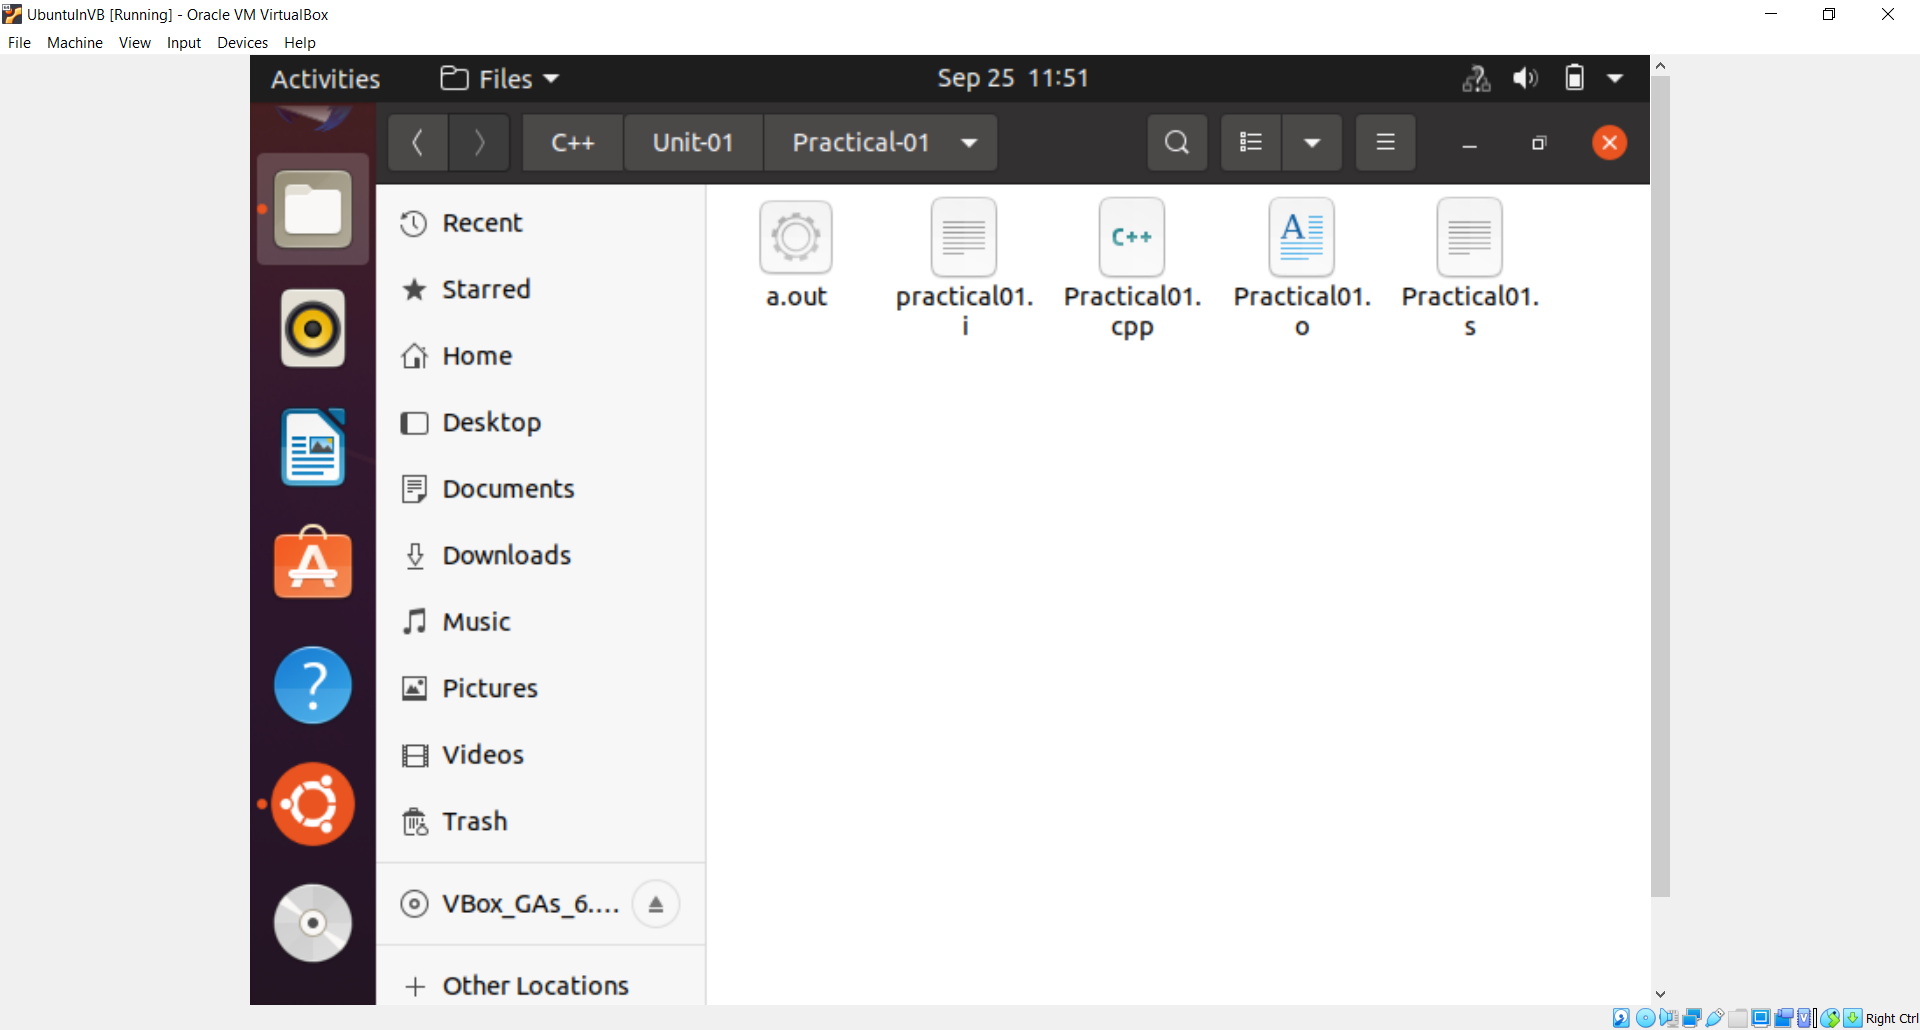 UbuntuInVB [Running] - Oracle VM VirtualBox
File Machine View Input Devices Help
Activities Files Sep 25 11:51
C++ Unit-01 Practical-01
Recent
Starred
Home
Desktop
Documents
Downloads
Music
Pictures
Videos
Trash
VBox_GAs_6....
Other Locations
a.out
practical01.
i
C++
Practical01.
cpp
A
Practical01.
o
Practical01.
s
?
Right Ctrl